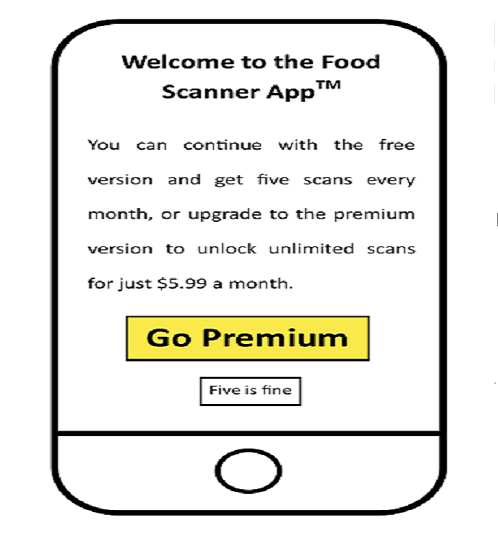 Welcome to the Food
Scanner App™
You can continue with the free
version and get five scans every
month, or upgrade to the premium
version to unlock unlimited scans
for just $5.99 a month.
Go Premium
Five is fine